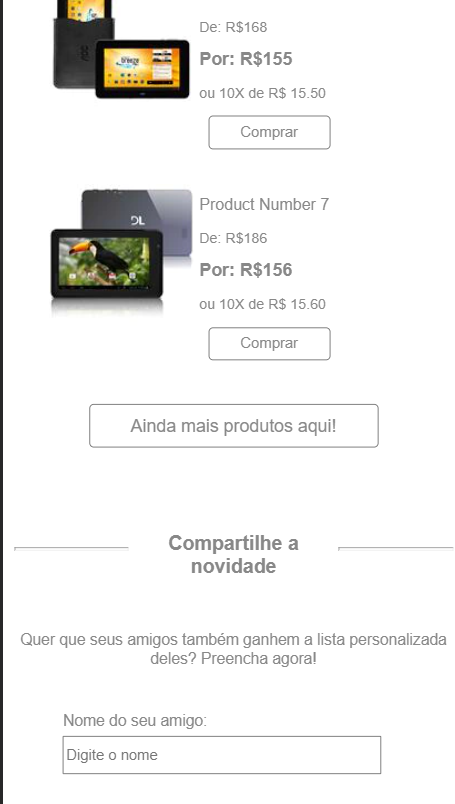 De: R$168
Por: R$155
ou 10X de R$ 15.50
Comprar
DL
Product Number 7
De: R$186
Por: R$156
ou 10X de R$ 15.60
Comprar
Ainda mais produtos aqui!
Compartilhe a
novidade
Quer que seus amigos também ganhem a lista personalizada
deles? Preencha agora!
Nome do seu amigo:
Digite o nome